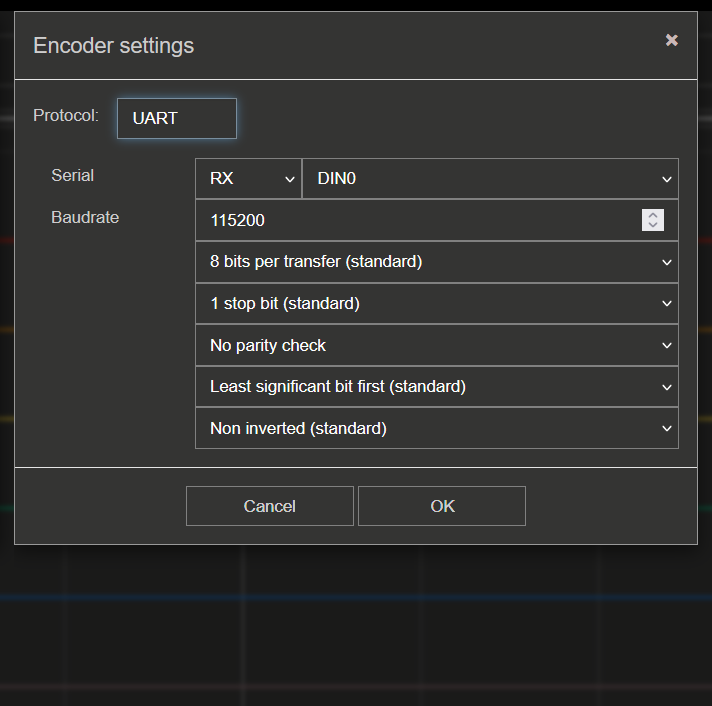 Encoder settings
Protocol: UART
Serial RX DIN0
Baudrate 115200
8 bits per transfer (standard)
1 stop bit (standard)
No parity check
Least significant bit first (standard)
Non inverted (standard)
Cancel OK